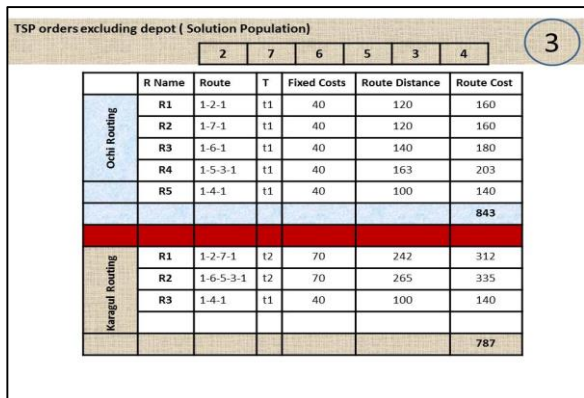 TSP orders excluding depot ( Solution Population)
3
2 7 6 5 3 4
R Name Route T Fixed Costs Route Distance Route Cost
Ochi Routing
R1 1-2-1 t1 40 120 160
R2 1-7-1 t1 40 120 160
R3 1-6-1 t1 40 140 180
R4 1-5-3-1 t1 40 163 203
R5 1-4-1 t1 40 100 140
843
Karagul Routing
R1 1-2-7-1 t2 70 242 312
R2 1-6-5-3-1 t2 70 265 335
R3 1-4-1 t1 40 100 140
787